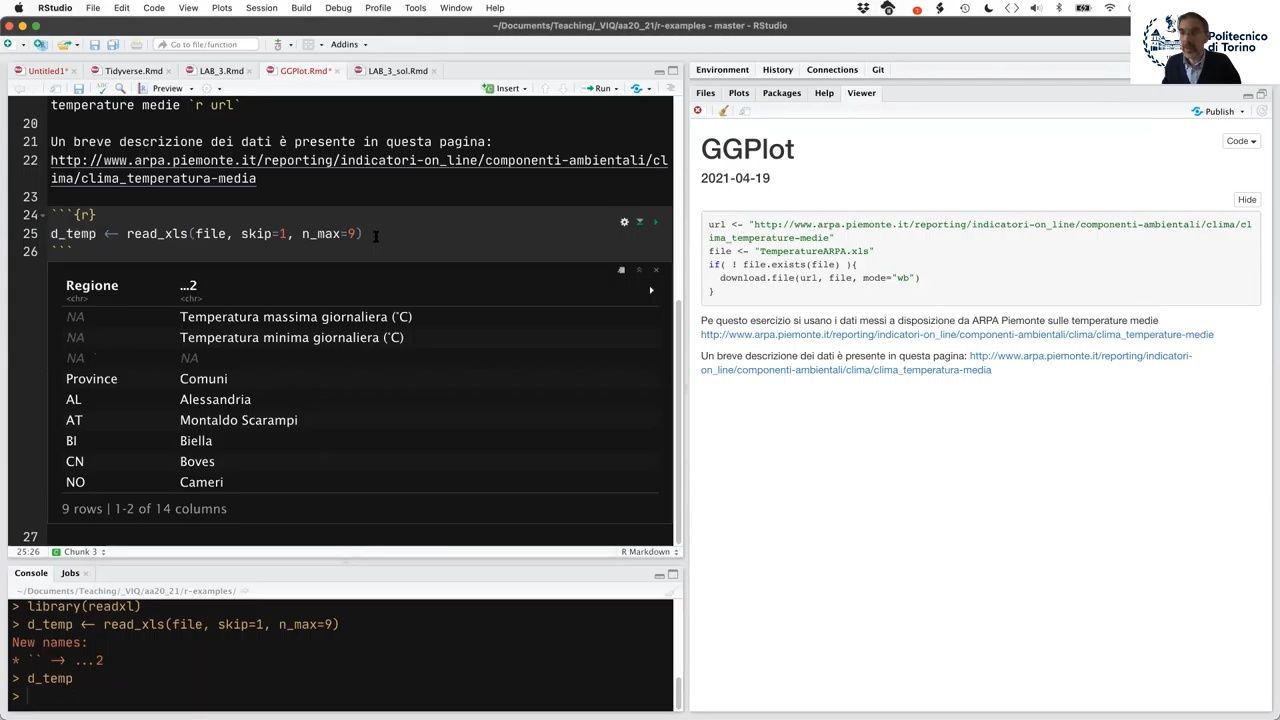 RStudio File Edit Code View Plots Session Build Debug Profile Tools Window Help
~/Documents/Teaching/_VIQ/aa20_21/r-examples - master - RStudio
Go to file/function Addins
Politecnico
di Torino
Untitled1* Tidyverse.Rmd LAB_3.Rmd GGPlot.Rmd* LAB_3_sol.Rmd
Preview Insert Run
temperature medie `r url`
20
21 Un breve descrizione dei dati è presente in questa pagina:
22 http://www.arpa.piemonte.it/reporting/indicatori-on_line/componenti-ambientali/cl
ima/clima_temperatura-media
23
24 ```{r}
25 d_temp <- read_xls(file, skip=1, n_max=9)
26 ```
Regione ...2
<chr> <chr>
NA Temperatura massima giornaliera (°C)
NA Temperatura minima giornaliera (°C)
NA NA
Province Comuni
AL Alessandria
AT Montaldo Scarampi
BI Biella
CN Boves
NO Cameri
9 rows | 1-2 of 14 columns
27
25:26 Chunk 3 R Markdown
Console Jobs
~/Documents/Teaching/_VIQ/aa20_21/r-examples/
> library(readxl)
> d_temp <- read_xls(file, skip=1, n_max=9)
New names:
* `` -> ...2
> d_temp
>
Environment History Connections Git
Files Plots Packages Help Viewer
Publish
GGPlot
Code
2021-04-19
Hide
url <- "http://www.arpa.piemonte.it/reporting/indicatori-on_line/componenti-ambientali/clima/cl
ima_temperature-medie"
file <- "TemperatureARPA.xls"
if( ! file.exists(file) ){
download.file(url, file, mode="wb")
}
Pe questo esercizio si usano i dati messi a disposizione da ARPA Piemonte sulle temperature medie
http://www.arpa.piemonte.it/reporting/indicatori-on_line/componenti-ambientali/clima/clima_temperature-medie
Un breve descrizione dei dati è presente in questa pagina: http://www.arpa.piemonte.it/reporting/indicatori-
on_line/componenti-ambientali/clima/clima_temperatura-media